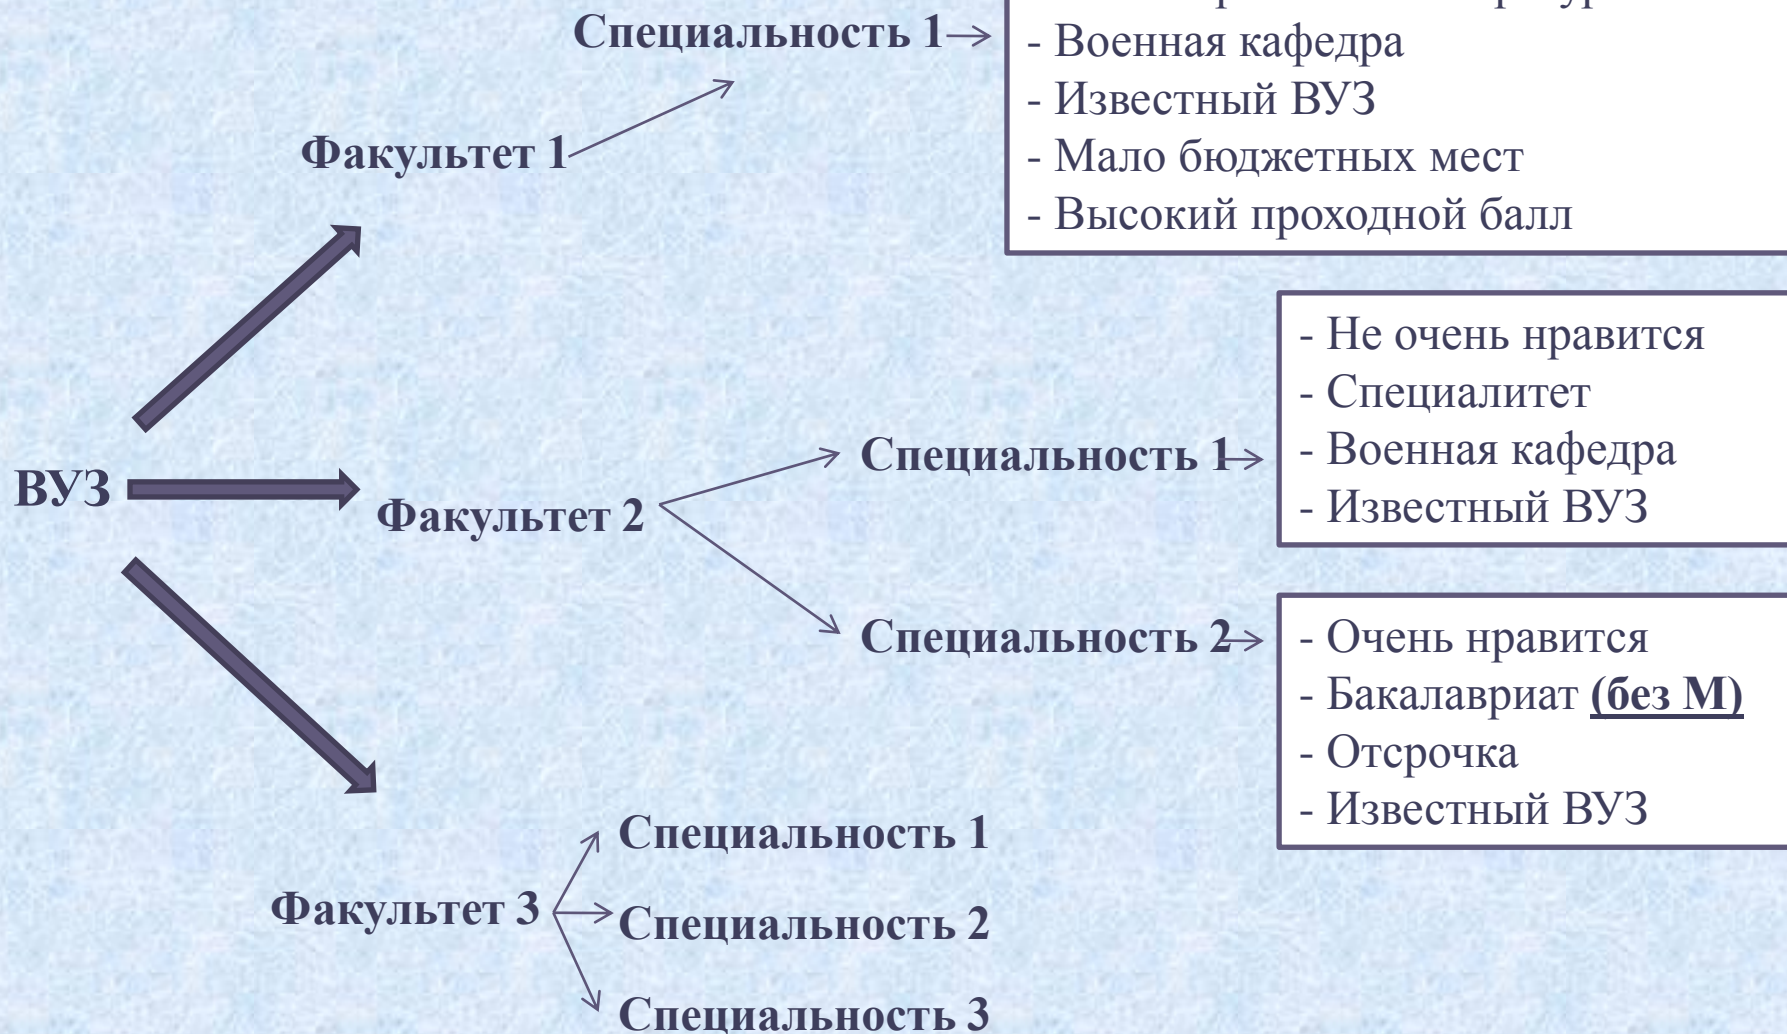 Специальность 1
- Военная кафедра
- Известный ВУЗ
- Мало бюджетных мест
- Высокий проходной балл
Факультет 1
- Не очень нравится
- Специалитет
- Военная кафедра
- Известный ВУЗ
Специальность 1
ВУЗ
Факультет 2
Специальность 2
- Очень нравится
- Бакалавриат (без М)
- Отсрочка
- Известный ВУЗ
Специальность 1
Факультет 3
Специальность 2
Специальность 3